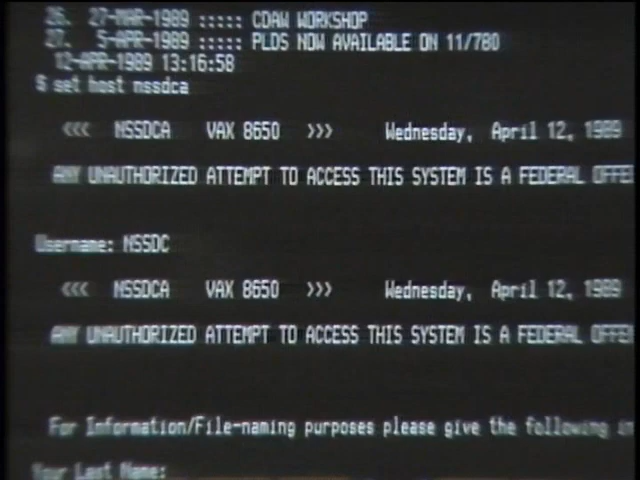 26. 27-MAR-1989 ::::: CDAW WORKSHOP
27. 5-APR-1989 ::::: PLDS NOW AVAILABLE ON 11/780
12-APR-1989 13:16:58
$ set host nssdca
<<< NSSDCA VAX 8650 >>> Wednesday, April 12, 1989
ANY UNAUTHORIZED ATTEMPT TO ACCESS THIS SYSTEM IS A FEDERAL OFFE
Username: NSSDC
<<< NSSDCA VAX 8650 >>> Wednesday, April 12, 1989
ANY UNAUTHORIZED ATTEMPT TO ACCESS THIS SYSTEM IS A FEDERAL OFFE
For Information/File-naming purposes please give the following in
Your Last Name: